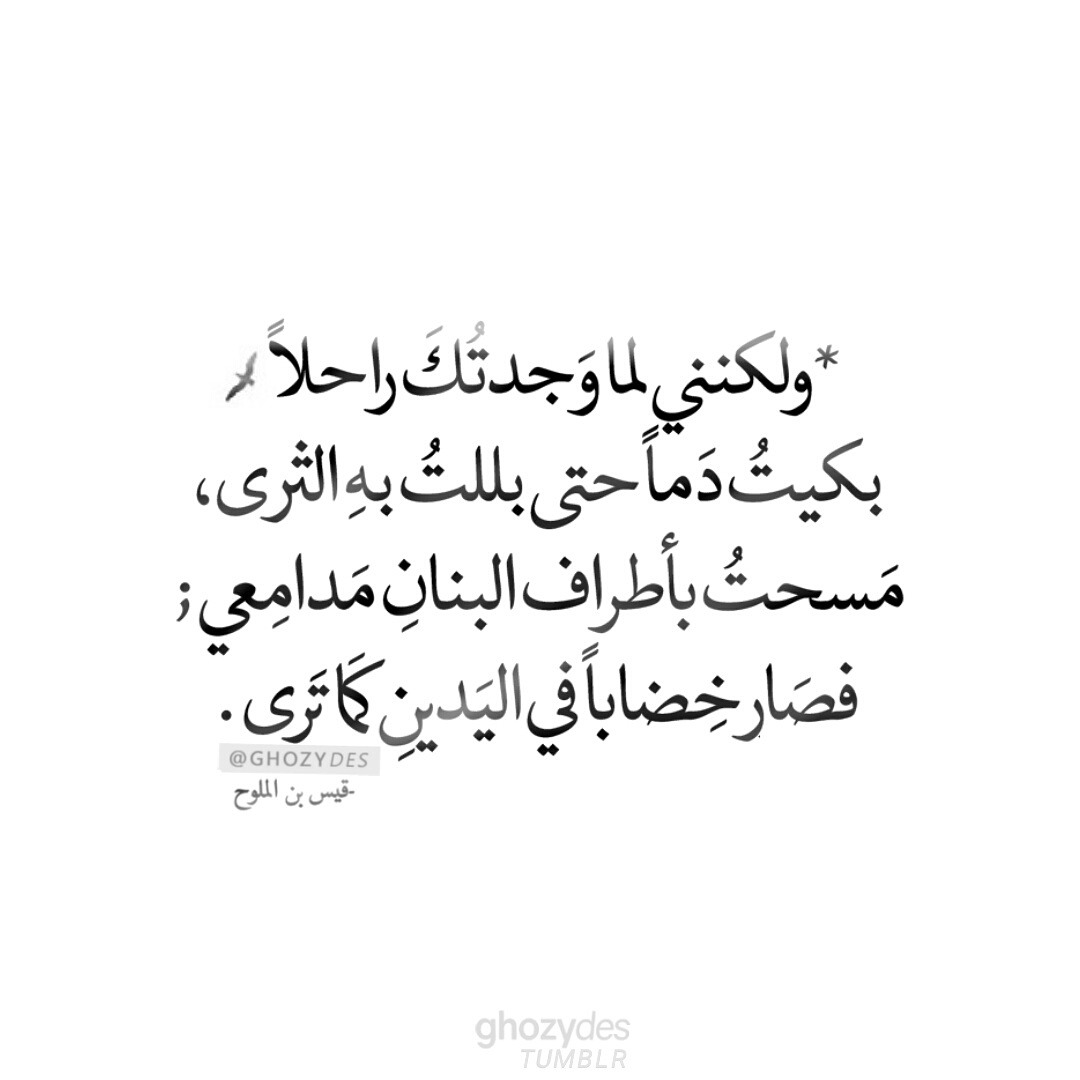 *ولكنني لما وَجدتُكَ راحلاً
بكيتُ دَماً حتى بللتُ بهِ الثرى،
مَسحتُ بأطراف البنانِ مَدامِعي ;
فصَار خِضاباً في اليَدينِ كَما تَرى .
@GHOZYDES
-قيس بن الملوح
ghozydes
TUMBLR